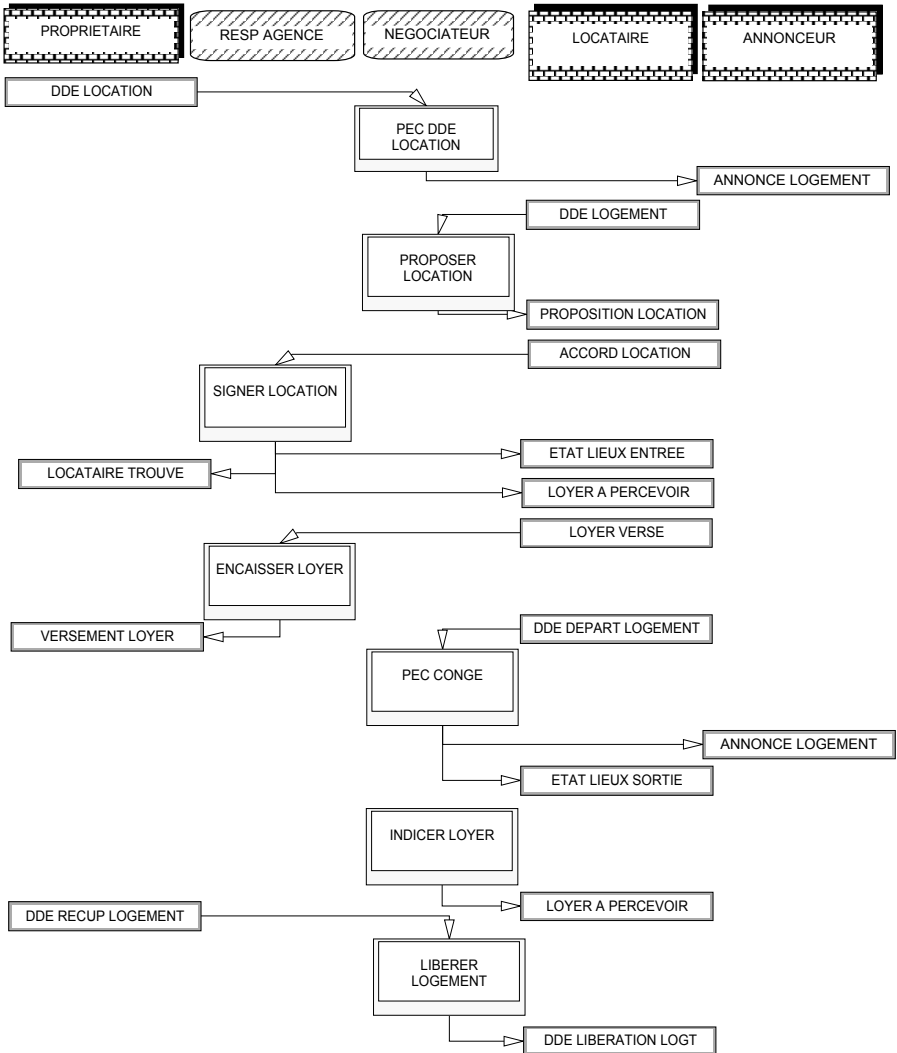 PROPRIETAIRE
RESP AGENCE
NEGOCIATEUR
LOCATAIRE
ANNONCEUR
DDE LOCATION
PEC DDE
LOCATION
ANNONCE LOGEMENT
DDE LOGEMENT
PROPOSER
LOCATION
PROPOSITION LOCATION
ACCORD LOCATION
SIGNER LOCATION
ETAT LIEUX ENTREE
LOCATAIRE TROUVE
LOYER A PERCEVOIR
LOYER VERSE
ENCAISSER LOYER
VERSEMENT LOYER
DDE DEPART LOGEMENT
PEC CONGE
ANNONCE LOGEMENT
ETAT LIEUX SORTIE
INDICER LOYER
LOYER A PERCEVOIR
DDE RECUP LOGEMENT
LIBERER
LOGEMENT
DDE LIBERATION LOGT